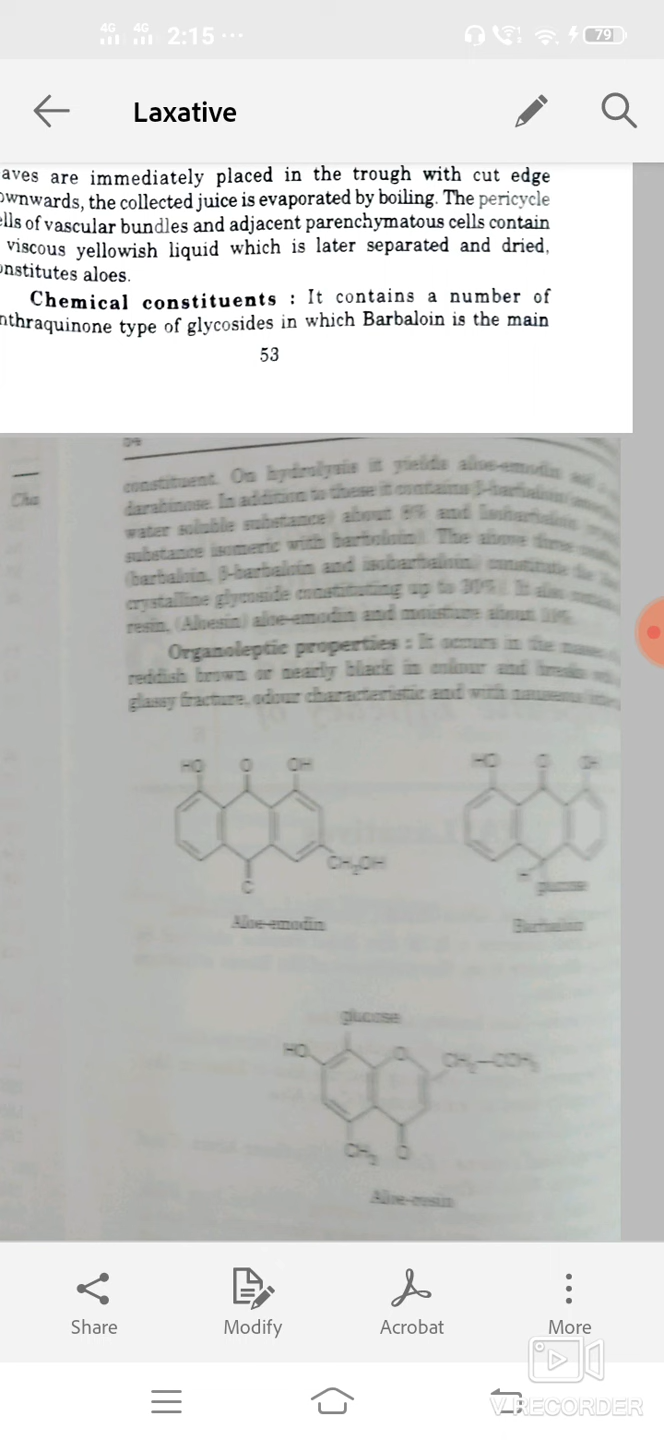 4G 4G 2:15 ... 79
Laxative
aves are immediately placed in the trough with cut edge
ownwards, the collected juice is evaporated by boiling. The pericycle
ells of vascular bundles and adjacent parenchymatous cells contain
viscous yellowish liquid which is later separated and dried,
onstitutes aloes.
Chemical constituents : It contains a number of
nthraquinone type of glycosides in which Barbaloin is the main
53
Cha
constituent. On hydrolysis it yields aloe-emodin
darabinose. In addition to these it contains β-barbaloin
water soluble substance) about 6% and Isobarbaloin
substance isomeric with barbaloin). The above three
(barbaloin, β-barbaloin and isobarbaloin) constitute the
crystalline glycoside constituting up to 30%). It also
resin, (Aloesin) aloe-emodin and moisture about
Organoleptic properties : It occurs in the
reddish brown or nearly black in colour and breaks
glassy fracture, odour characteristic and with
HO O OH
HO O OH
CH₂OH
C
H glucose
Aloe-emodin
Barbaloin
glucose
HO O CH₂—COCH₃
CH₃ O
Aloe-resin
Share Modify Acrobat More
V RECORDER